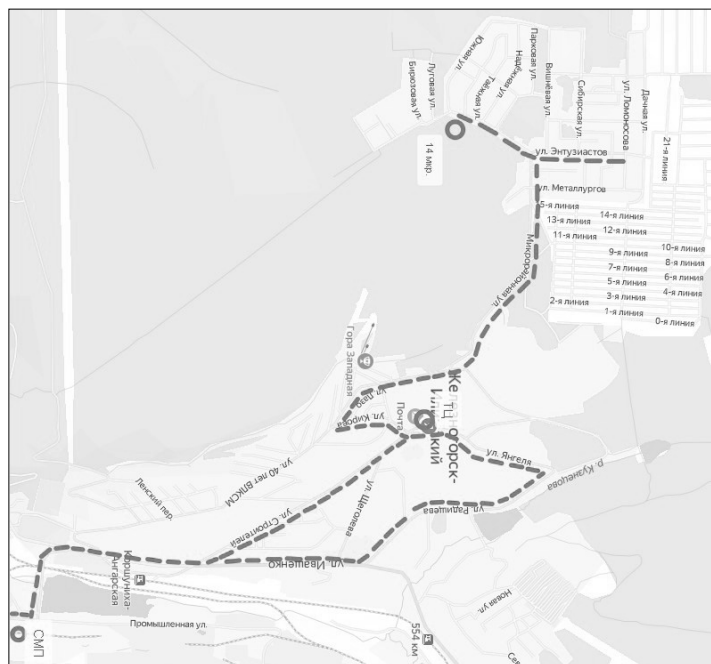 Южная ул.
Парковая ул.
Надёжная ул.
Таёжная ул.
Вишнёвая ул.
Сибирская ул.
ул. Ломоносова
Дачная ул.
Луговая ул.
Бирюзовая ул.
21-я линия
14 мкр.
ул. Энтузиастов
ул. Металлургов
5-я линия
14-я линия
13-я линия
12-я линия
11-я линия
10-я линия
9-я линия
8-я линия
7-я линия
6-я линия
5-я линия
4-я линия
3-я линия
2-я линия
1-я линия
0-я линия
Микрорайонная ул.
Гора Западная
ТЦ
ул. Кирова
Почта
ул. Янгеля
р. Кузнецова
ул. 40 лет ВЛКСМ
Ленский пер.
ул. Строителей
ул. Щеголева
ул. Радищева
ул. Иващенко
Коршуниха-
Ангарская
Новая ул.
Промышленная ул.
554 км
СМП